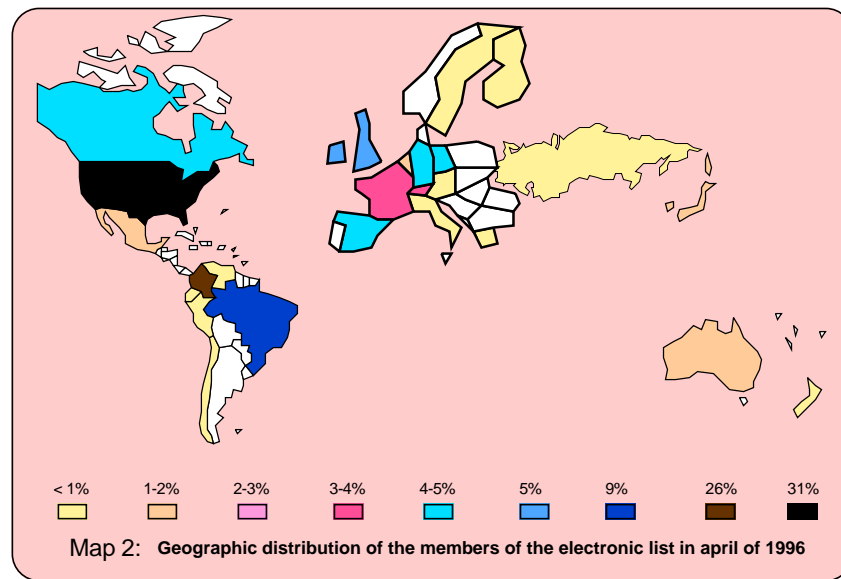 < 1% 1-2% 2-3% 3-4% 4-5% 5% 9% 26% 31%
Map 2: Geographic distribution of the members of the electronic list in april of 1996